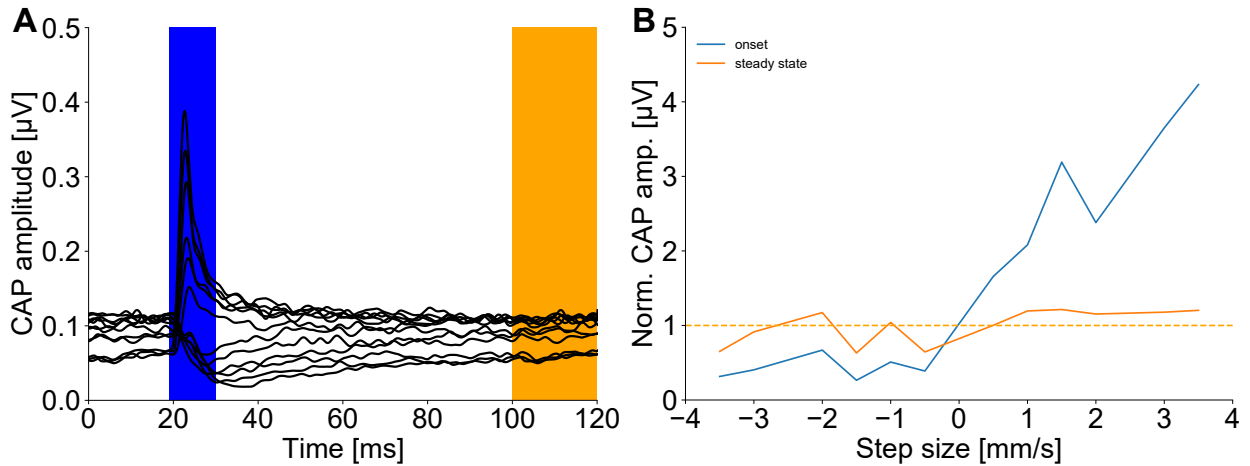 A
CAP amplitude [µV]
0.5
0.4
0.3
0.2
0.1
0.0
0 20 40 60 80 100 120
Time [ms]
B
Norm. CAP amp. [µV]
5
4
3
2
1
0
onset
steady state
−4 −3 −2 −1 0 1 2 3 4
Step size [mm/s]